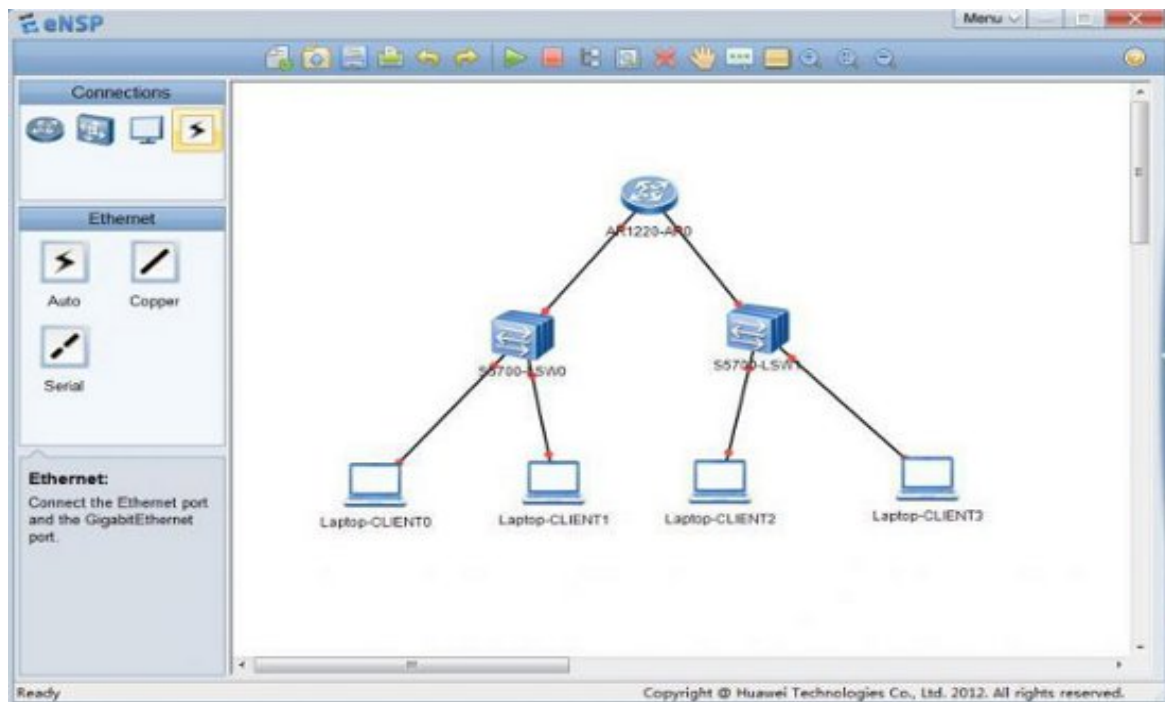 eNSP
Menu
Connections
Ethernet
Auto
Copper
Serial
Ethernet:
Connect the Ethernet port
and the GigabitEthernet
port.
AR1220-AR0
S5700-LSW0
S5700-LSW1
Laptop-CLIENT0
Laptop-CLIENT1
Laptop-CLIENT2
Laptop-CLIENT3
Ready
Copyright @ Huawei Technologies Co., Ltd. 2012. All rights reserved.